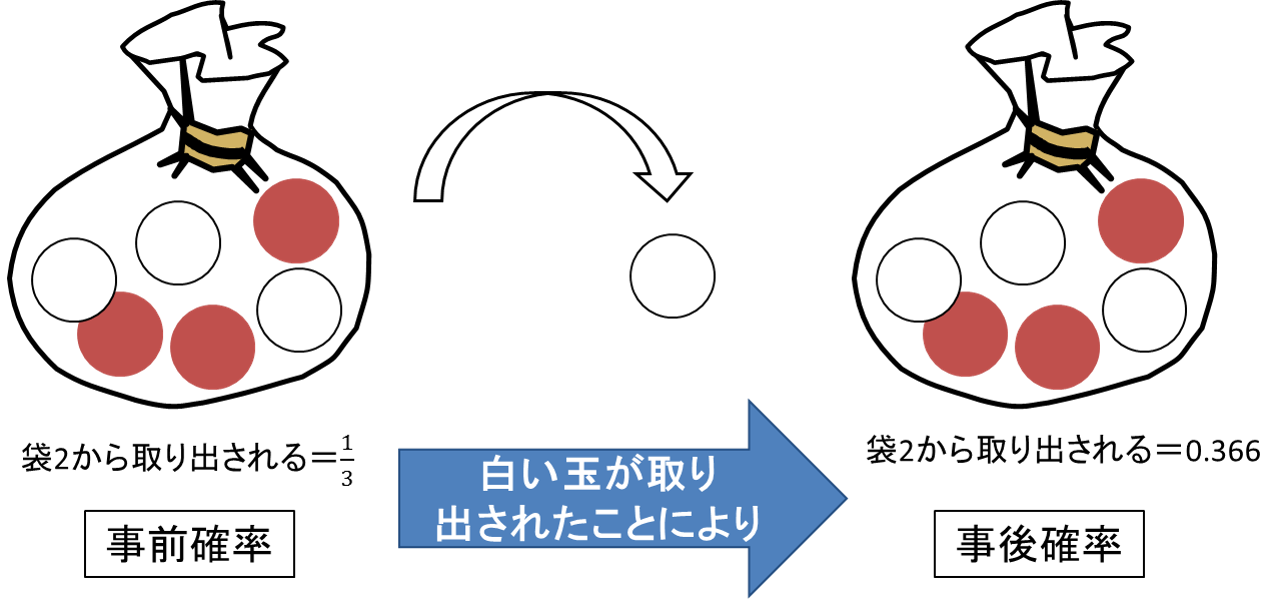 袋2から取り出される＝1/3
袋2から取り出される＝0.366
白い玉が取り
出されたことにより
事前確率
事後確率